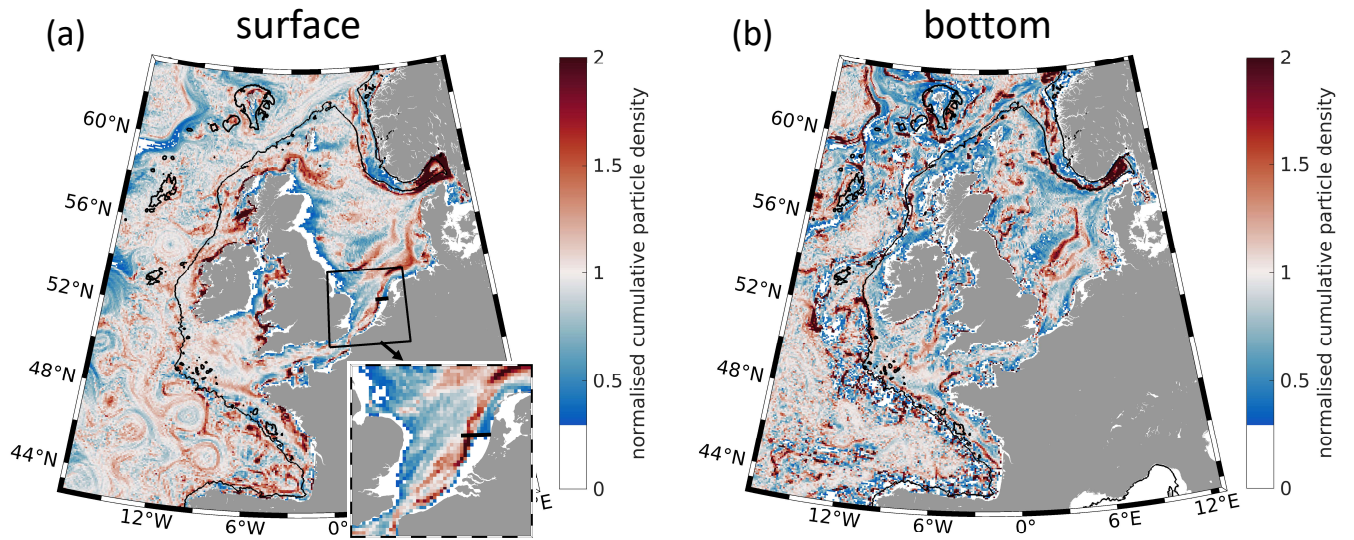 (a) surface
60°N
56°N
52°N
48°N
44°N
12°W
6°W
0°
E
2
1.5
1
0.5
0
normalised cumulative particle density
(b) bottom
60°N
56°N
52°N
48°N
44°N
12°W
6°W
0°
6°E
12°E
2
1.5
1
0.5
0
normalised cumulative particle density